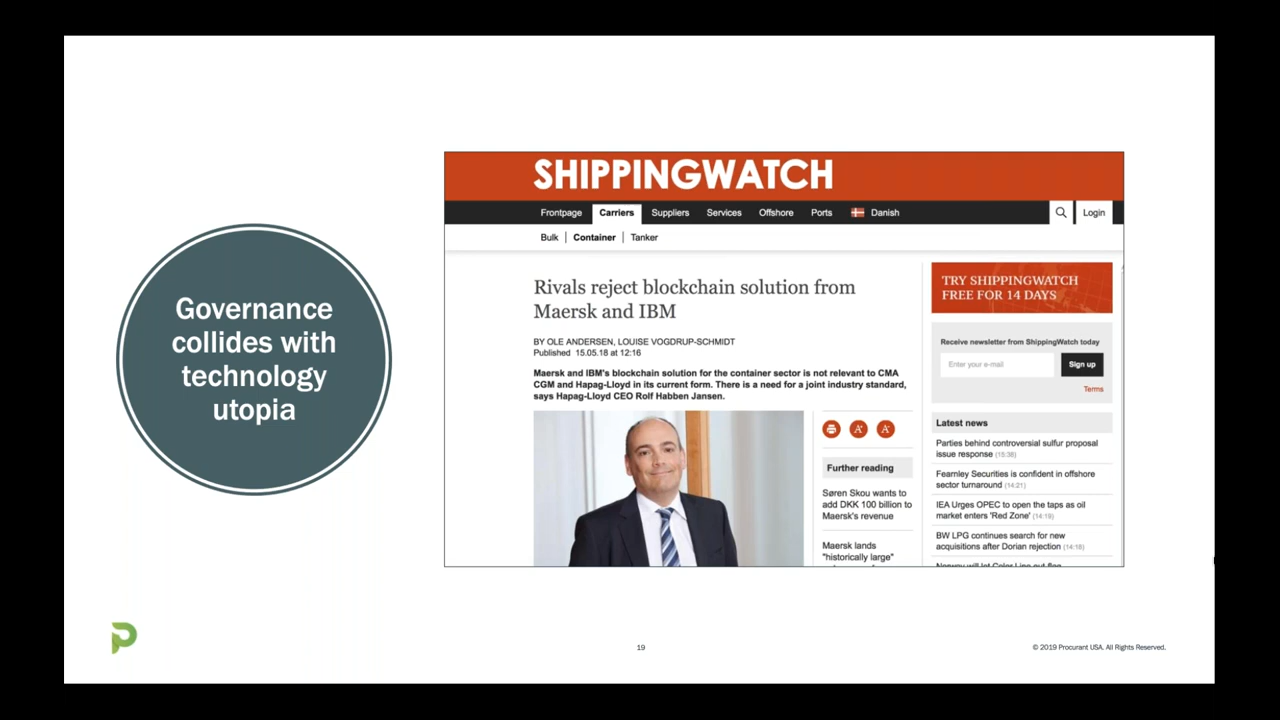 Governance
collides with
technology
utopia
SHIPPINGWATCH
Frontpage Carriers Suppliers Services Offshore Ports Danish Login
Bulk | Container | Tanker
Rivals reject blockchain solution from
Maersk and IBM
BY OLE ANDERSEN, LOUISE VOGDRUP-SCHMIDT
Published 15.05.18 at 12:16
Maersk and IBM's blockchain solution for the container sector is not relevant to CMA
CGM and Hapag-Lloyd in its current form. There is a need for a joint industry standard,
says Hapag-Lloyd CEO Rolf Habben Jansen.
A+ A-
Further reading
Søren Skou wants to
add DKK 100 billion to
Maersk's revenue
Maersk lands
"historically large"
TRY SHIPPINGWATCH
FREE FOR 14 DAYS
Receive newsletter from ShippingWatch today
Enter your e-mail Sign up
Terms
Latest news
Parties behind controversial sulfur proposal
issue response (15:36)
Fearnley Securities is confident in offshore
sector turnaround (14:21)
IEA Urges OPEC to open the taps as oil
market enters 'Red Zone' (14:19)
BW LPG continues search for new
acquisitions after Dorian rejection (14:18)
19
© 2019 Procurant USA. All Rights Reserved.